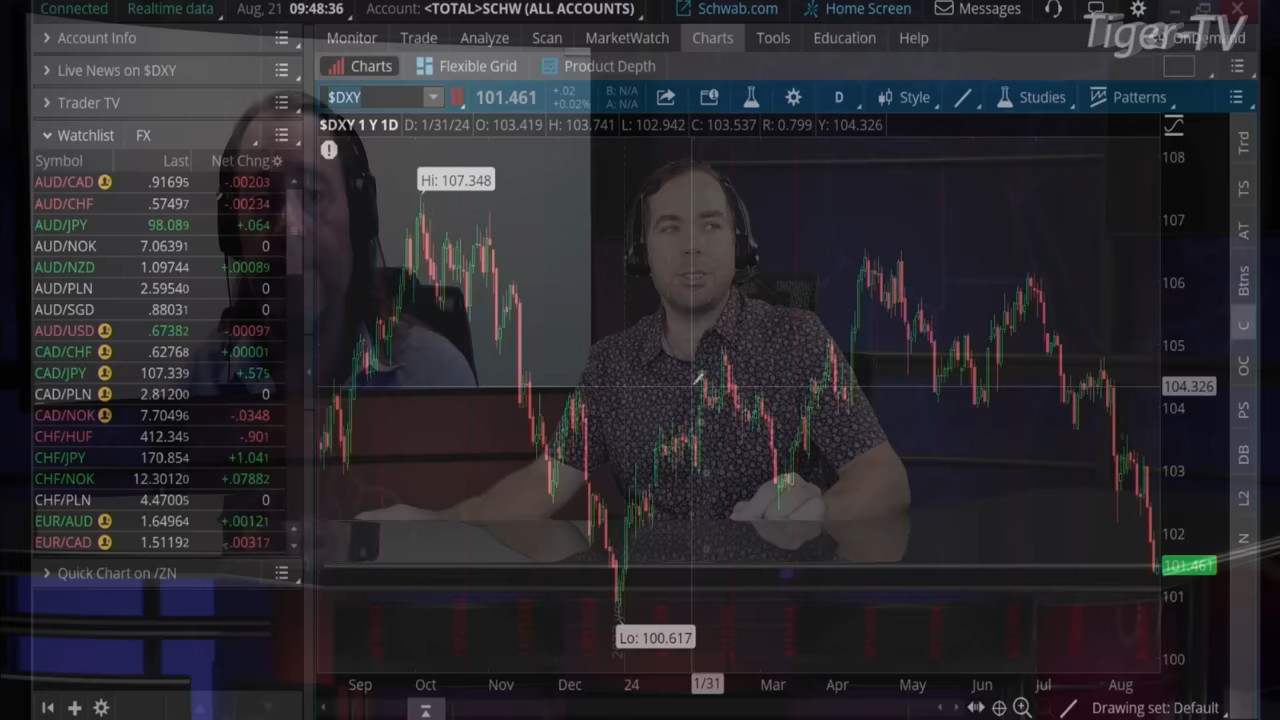 Connected Realtime data Aug, 21 09:48:36 Account: <TOTAL>SCHW (ALL ACCOUNTS) Schwab.com Home Screen Messages
Tiger-TV
OnDemand
Account Info
Live News on $DXY
Trader TV
Watchlist FX
Monitor Trade Analyze Scan MarketWatch Charts Tools Education Help
Charts Flexible Grid Product Depth
$DXY 101.461 +.02 +0.02% B: N/A A: N/A D Style Studies Patterns
$DXY 1 Y 1D D: 1/31/24 O: 103.419 H: 103.741 L: 102.942 C: 103.537 R: 0.799 Y: 104.326
Symbol Last Net Chng
AUD/CAD .91695 -.00203
AUD/CHF .57497 -.00234
AUD/JPY 98.089 +.064
AUD/NOK 7.06391 0
AUD/NZD 1.09744 +.00089
AUD/PLN 2.59540 0
AUD/SGD .88031 0
AUD/USD .67382 -.00097
CAD/CHF .62768 +.00001
CAD/JPY 107.339 +.575
CAD/PLN 2.81200 0
CAD/NOK 7.70496 -.0348
CHF/HUF 412.345 -.901
CHF/JPY 170.854 +1.041
CHF/NOK 12.30120 +.07882
CHF/PLN 4.47005 0
EUR/AUD 1.64964 +.00121
EUR/CAD 1.51192 -.00317
Quick Chart on /ZN
Hi: 107.348
Lo: 100.617
108
107
106
105
104.326
104
103
102
101.461
101
100
Sep Oct Nov Dec 24 1/31 Mar Apr May Jun Jul Aug
Trd
TS
AT
Btns
C
OC
PS
DB
L2
N
Drawing set: Default